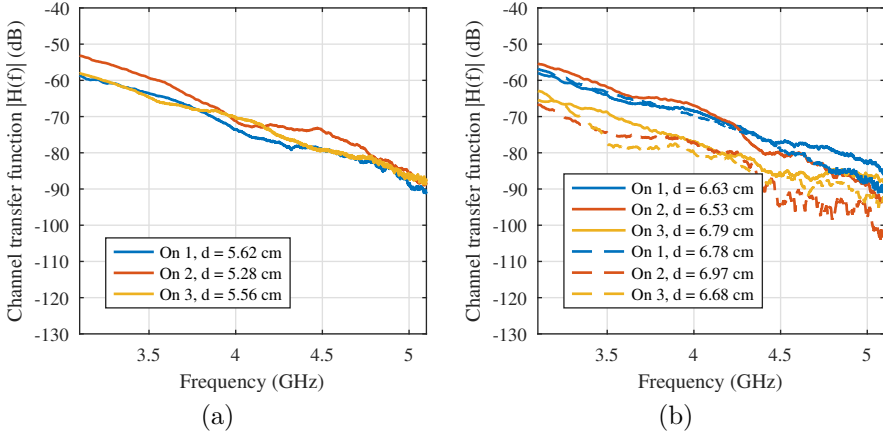 Channel transfer function |H(f)| (dB)
-40
-50
-60
-70
-80
-90
-100
-110
-120
-130
On 1, d = 5.62 cm
On 2, d = 5.28 cm
On 3, d = 5.56 cm
3.5
4
4.5
5
Frequency (GHz)
(a)
Channel transfer function |H(f)| (dB)
-40
-50
-60
-70
-80
-90
-100
-110
-120
-130
On 1, d = 6.63 cm
On 2, d = 6.53 cm
On 3, d = 6.79 cm
On 1, d = 6.78 cm
On 2, d = 6.97 cm
On 3, d = 6.68 cm
3.5
4
4.5
5
Frequency (GHz)
(b)